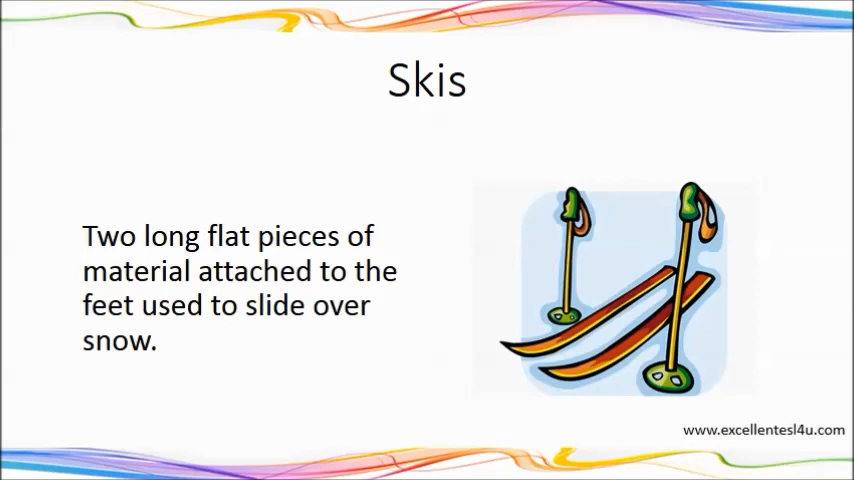 Skis
Two long flat pieces of
material attached to the
feet used to slide over
snow.
www.excellentesl4u.com